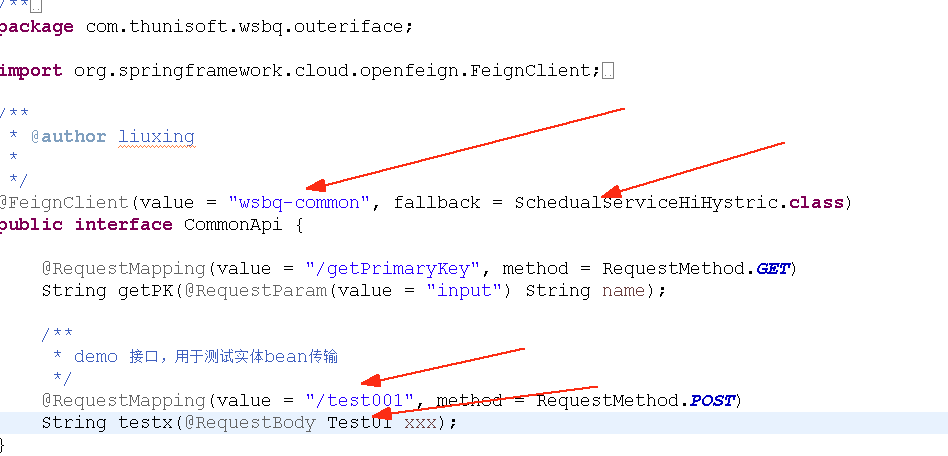 /**
package com.thunisoft.wsbq.outeriface;
import org.springframework.cloud.openfeign.FeignClient;
/**
 * @author liuxing
 *
 */
@FeignClient(value = "wsbq-common", fallback = SchedualServiceHiHystric.class)
public interface CommonApi {
    @RequestMapping(value = "/getPrimaryKey", method = RequestMethod.GET)
    String getPK(@RequestParam(value = "input") String name);
    /**
     * demo 接口，用于测试实体bean传输
     */
    @RequestMapping(value = "/test001", method = RequestMethod.POST)
    String testx(@RequestBody Test01 xxx);
}